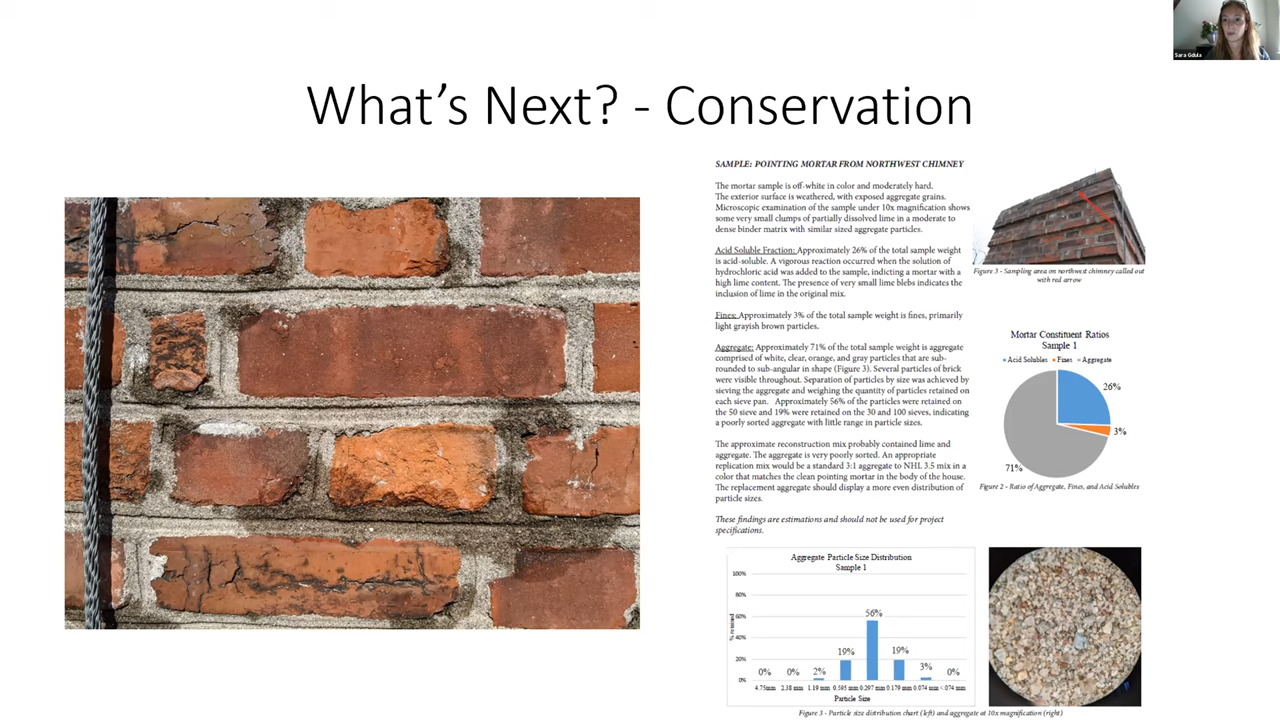 Sara Gdula
What's Next? - Conservation
SAMPLE: POINTING MORTAR FROM NORTHWEST CHIMNEY
The mortar sample is off-white in color and moderately hard.
The exterior surface is weathered, with exposed aggregate grains.
Microscopic examination of the sample under 10x magnification shows
some very small clumps of partially dissolved lime in a moderate to
dense binder matrix with similar sized aggregate particles.
Acid Soluble Fraction: Approximately 26% of the total sample weight
is acid-soluble. A vigorous reaction occurred when the solution of
hydrochloric acid was added to the sample, indicting a mortar with a
high lime content. The presence of very small lime blebs indicates the
inclusion of lime in the original mix.
Fines: Approximately 3% of the total sample weight is fines, primarily
light grayish brown particles.
Aggregate: Approximately 71% of the total sample weight is aggregate
comprised of white, clear, orange, and gray particles that are sub-
rounded to sub-angular in shape (Figure 3). Several particles of brick
were visible throughout. Separation of particles by size was achieved by
sieving the aggregate and weighing the quantity of particles retained on
each sieve pan. Approximately 56% of the particles were retained on
the 50 sieve and 19% were retained on the 30 and 100 sieves, indicating
a poorly sorted aggregate with little range in particle sizes.
The approximate reconstruction mix probably contained lime and
aggregate. The aggregate is very poorly sorted. An appropriate
replication mix would be a standard 3:1 aggregate to NHL 3.5 mix in a
color that matches the clean pointing mortar in the body of the house.
The replacement aggregate should display a more even distribution of
particle sizes.
These findings are estimations and should not be used for project
specifications.
Figure 3 - Sampling area on northwest chimney called out
with red arrow
Mortar Constituent Ratios
Sample 1
Acid Solubles Fines Aggregate
26%
3%
71%
Figure 2 - Ratio of Aggregate, Fines, and Acid Solubles
Aggregate Particle Size Distribution
Sample 1
% retained
100%
80%
60%
40%
20%
0%
0% 0% 2% 19% 56% 19% 3% 0%
4.75mm 2.38 mm 1.19 mm 0.595 mm 0.297 mm 0.179 mm 0.074 mm <.074 mm
Particle Size
Figure 3 - Particle size distribution chart (left) and aggregate at 10x magnification (right)